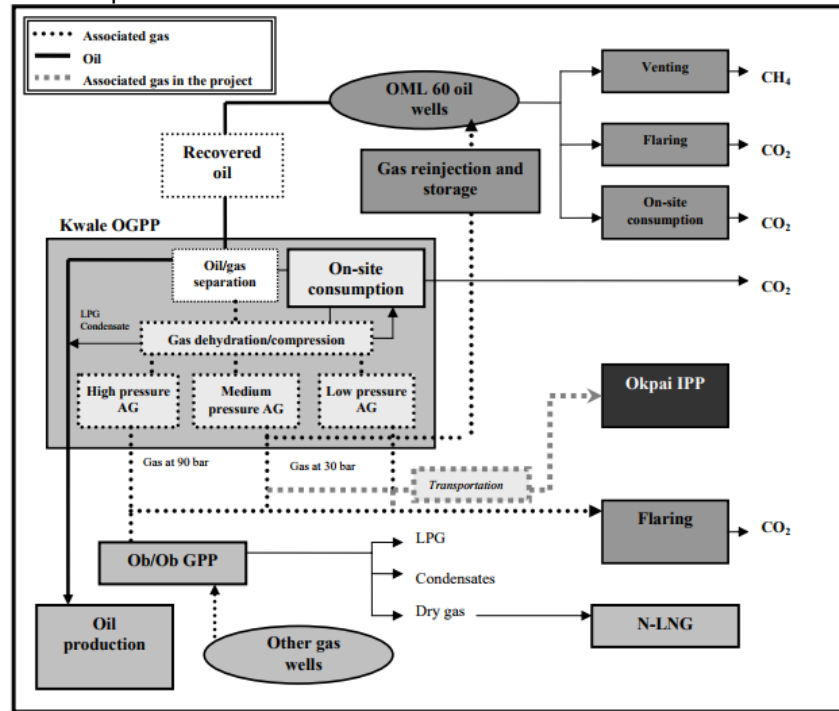 Associated gas
Oil
Associated gas in the project
OML 60 oil
wells
Venting
CH4
Flaring
CO2
On-site
consumption
CO2
Recovered
oil
Gas reinjection and
storage
Kwale OGPP
Oil/gas
separation
On-site
consumption
CO2
LPG
Condensate
Gas dehydration/compression
High pressure
AG
Medium
pressure AG
Low pressure
AG
Okpai IPP
Gas at 90 bar
Gas at 30 bar
Transportation
Flaring
CO2
Ob/Ob GPP
LPG
Condensates
Dry gas
N-LNG
Oil
production
Other gas
wells